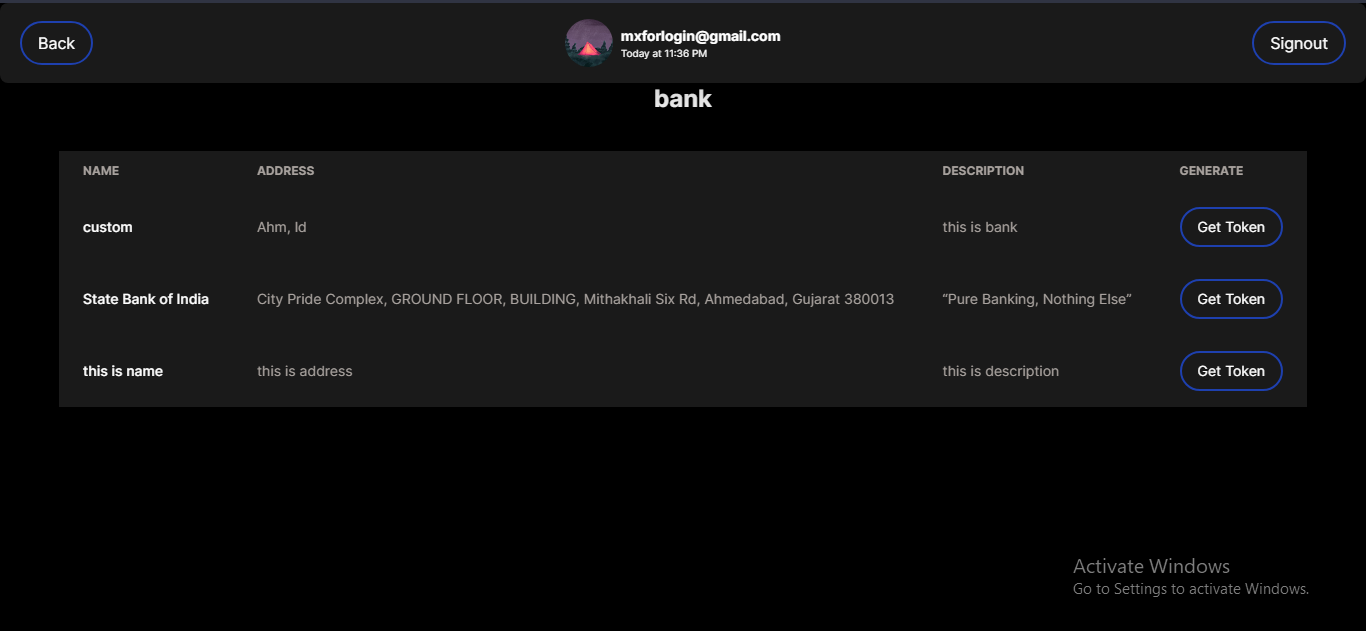 Back
mxforlogin@gmail.com
Today at 11:36 PM
Signout
bank
NAME ADDRESS DESCRIPTION GENERATE
custom Ahm, Id this is bank Get Token
State Bank of India City Pride Complex, GROUND FLOOR, BUILDING, Mithakhali Six Rd, Ahmedabad, Gujarat 380013 “Pure Banking, Nothing Else” Get Token
this is name this is address this is description Get Token
Activate Windows
Go to Settings to activate Windows.